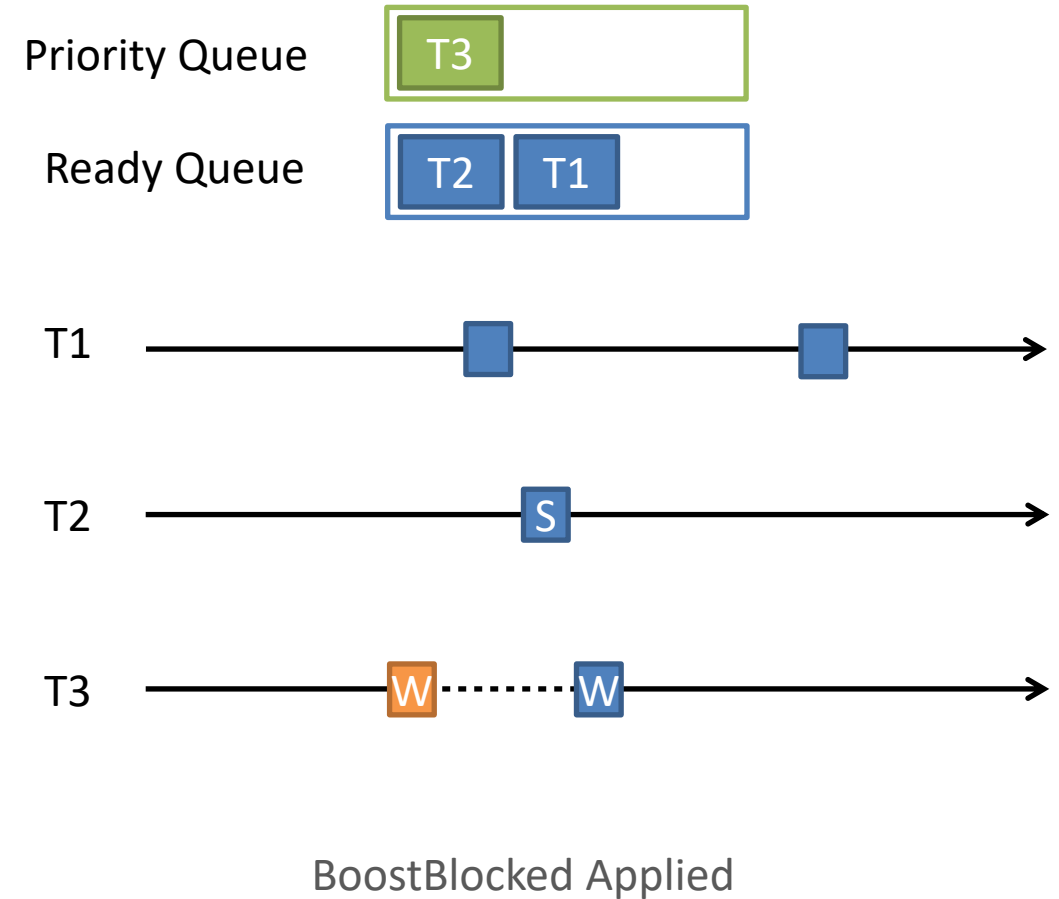 Priority Queue T3
Ready Queue T2 T1
T1
T2 S
T3 W W
BoostBlocked Applied